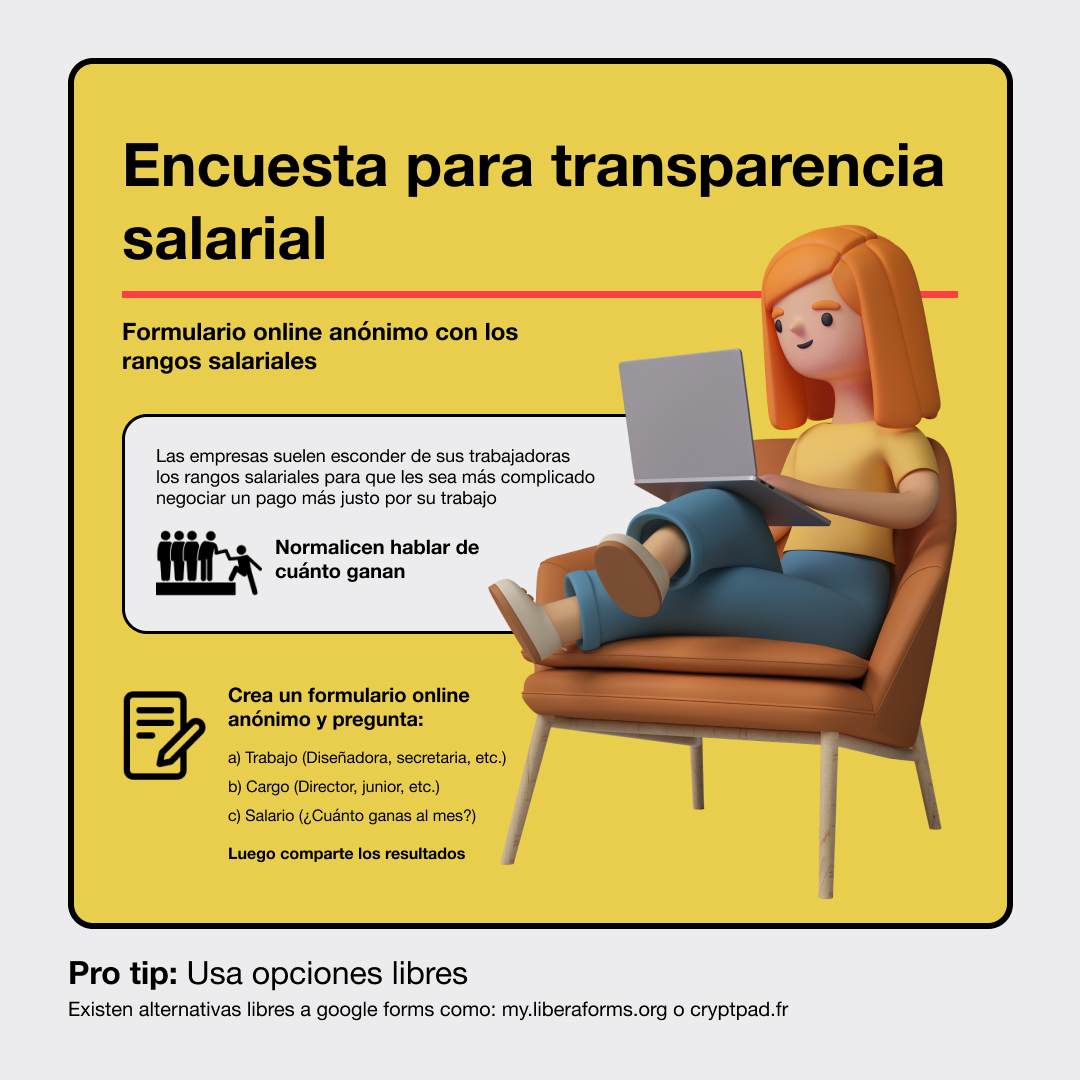 Encuesta para transparencia
salarial
Formulario online anónimo con los
rangos salariales
Las empresas suelen esconder de sus trabajadoras
los rangos salariales para que les sea más complicado
negociar un pago más justo por su trabajo
Normalicen hablar de
cuánto ganan
Crea un formulario online
anónimo y pregunta:
a) Trabajo (Diseñadora, secretaria, etc.)
b) Cargo (Director, junior, etc.)
c) Salario (¿Cuánto ganas al mes?)
Luego comparte los resultados
Pro tip: Usa opciones libres
Existen alternativas libres a google forms como: my.liberaforms.org o cryptpad.fr